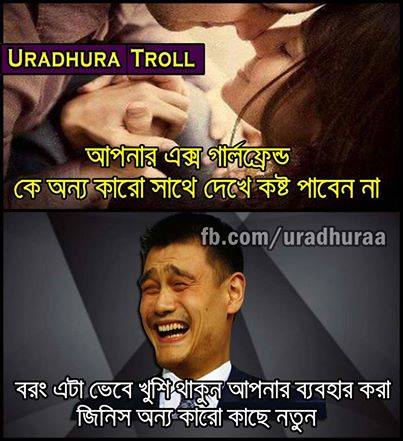 URADHURA TROLL
আপনার এক্স গার্লফ্রেন্ড
কে অন্য কারো সাথে দেখে কষ্ট পাবেন না
fb.com/uradhuraa
বরং এটা ভেবে খুশি থাকুন আপনার ব্যবহার করা
জিনিস অন্য কারো কাছে নতুন